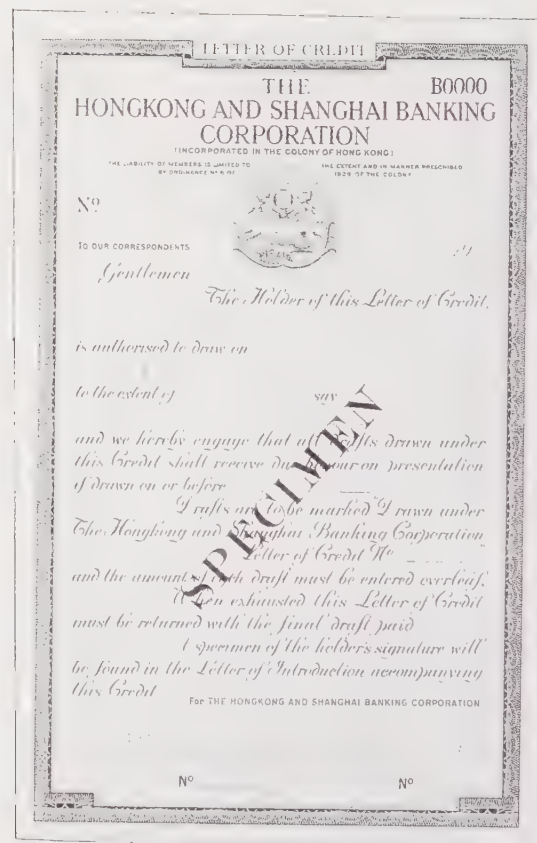 LETTER OF CREDIT
THE B0000
HONGKONG AND SHANGHAI BANKING
CORPORATION
(INCORPORATED IN THE COLONY OF HONG KONG)
THE LIABILITY OF MEMBERS IS LIMITED TO THE EXTENT AND IN MANNER PRESCRIBED
BY ORDINANCE Nº 6 OF 1929 OF THE COLONY
Nº
TO OUR CORRESPONDENTS 19
Gentlemen
The Holder of this Letter of Credit,
is authorised to draw on
to the extent of say
and we hereby engage that all drafts drawn under
this Credit shall receive due honour on presentation
if drawn on or before
Drafts are to be marked "Drawn under
The Hongkong and Shanghai Banking Corporation
Letter of Credit Nº "
and the amount of each draft must be entered overleaf.
When exhausted this Letter of Credit
must be returned with the final draft paid
A specimen of the holder's signature will
be found in the Letter of Introduction accompanying
this Credit
For THE HONGKONG AND SHANGHAI BANKING CORPORATION
SPECIMEN
Nº Nº